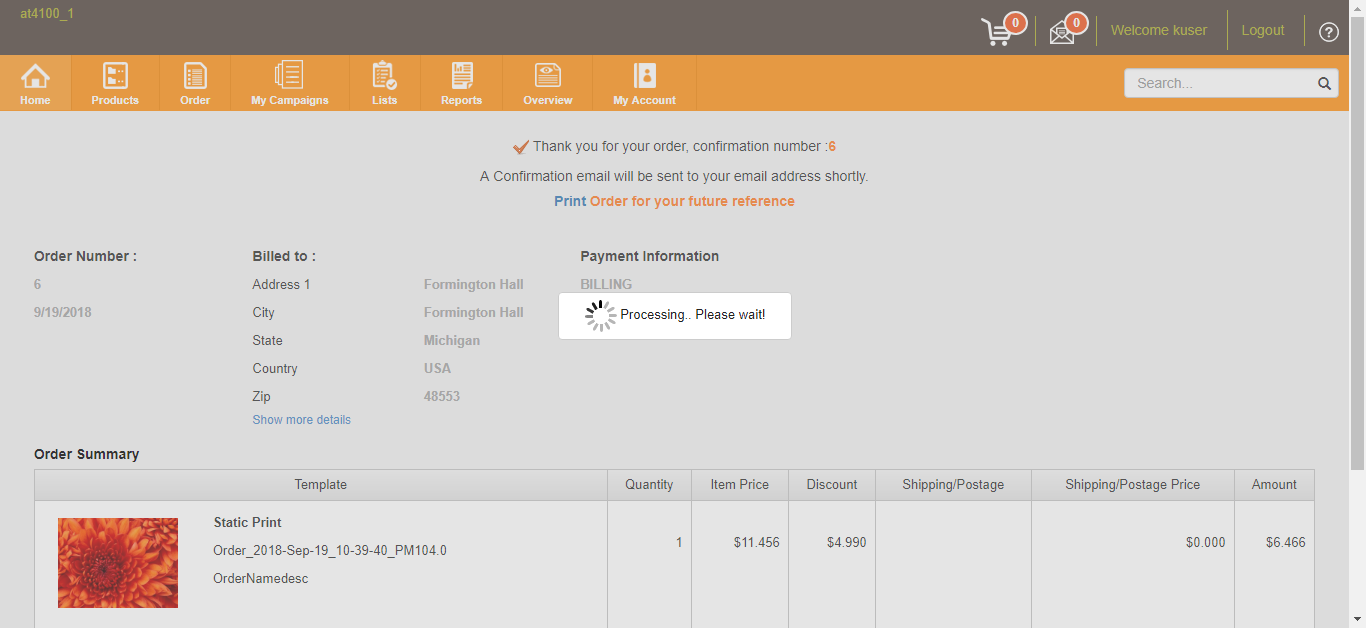 at4100_1
0
0
Welcome kuser
Logout
?
Home
Products
Order
My Campaigns
Lists
Reports
Overview
My Account
Search...
Thank you for your order, confirmation number :6
A Confirmation email will be sent to your email address shortly.
Print Order for your future reference
Order Number :
6
9/19/2018
Billed to :
Address 1 Formington Hall
City Formington Hall
State Michigan
Country USA
Zip 48553
Show more details
Payment Information
BILLING
Processing.. Please wait!
Order Summary
Template Quantity Item Price Discount Shipping/Postage Shipping/Postage Price Amount
Static Print
Order_2018-Sep-19_10-39-40_PM104.0 1 $11.456 $4.990 $0.000 $6.466
OrderNamedesc